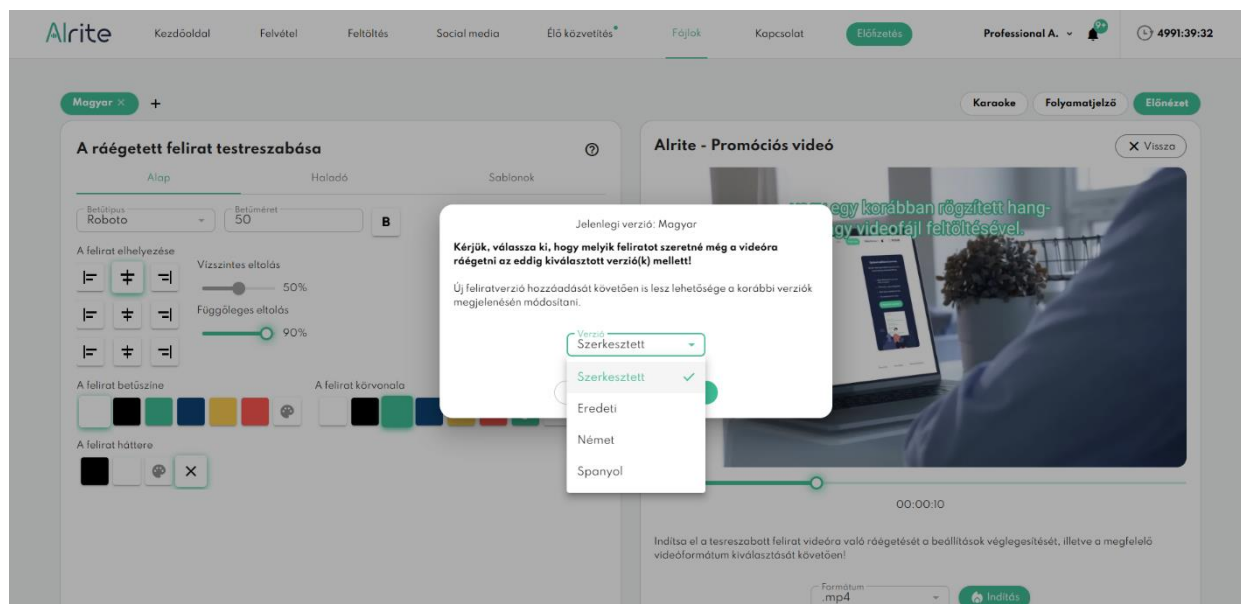 Alrite
Kezdőoldal
Felvétel
Feltöltés
Social media
Élő közvetítés
Fájlok
Kapcsolat
Előfizetés
Professional A.
9+
4991:39:32
Magyar ×
+
Karaoke
Folyamatjelző
Előnézet
A ráégetett felirat testreszabása
Alap
Haladó
Sablonok
Betűtípus
Roboto
Betűméret
50
B
A felirat elhelyezése
Vízszintes eltolás
50%
Függőleges eltolás
90%
A felirat betűszíne
A felirat körvonala
A felirat háttere
Jelenlegi verzió: Magyar
Kérjük, válassza ki, hogy melyik feliratot szeretné még a videóra
ráégetni az eddig kiválasztott verzió(k) mellett!
Új feliratverzió hozzáadását követően is lesz lehetősége a korábbi verziók
megjelenésén módosítani.
Verzió
Szerkesztett
Szerkesztett
Eredeti
Német
Spanyol
Alrite - Promóciós videó
Vissza
egy korábban rögzített hang-
gy videofájl feltöltésével.
00:00:10
Indítsa el a tesreszabott felirat videóra való ráégetését a beállítások véglegesítését, illetve a megfelelő
videóformátum kiválasztását követően!
Formátum
.mp4
Indítás